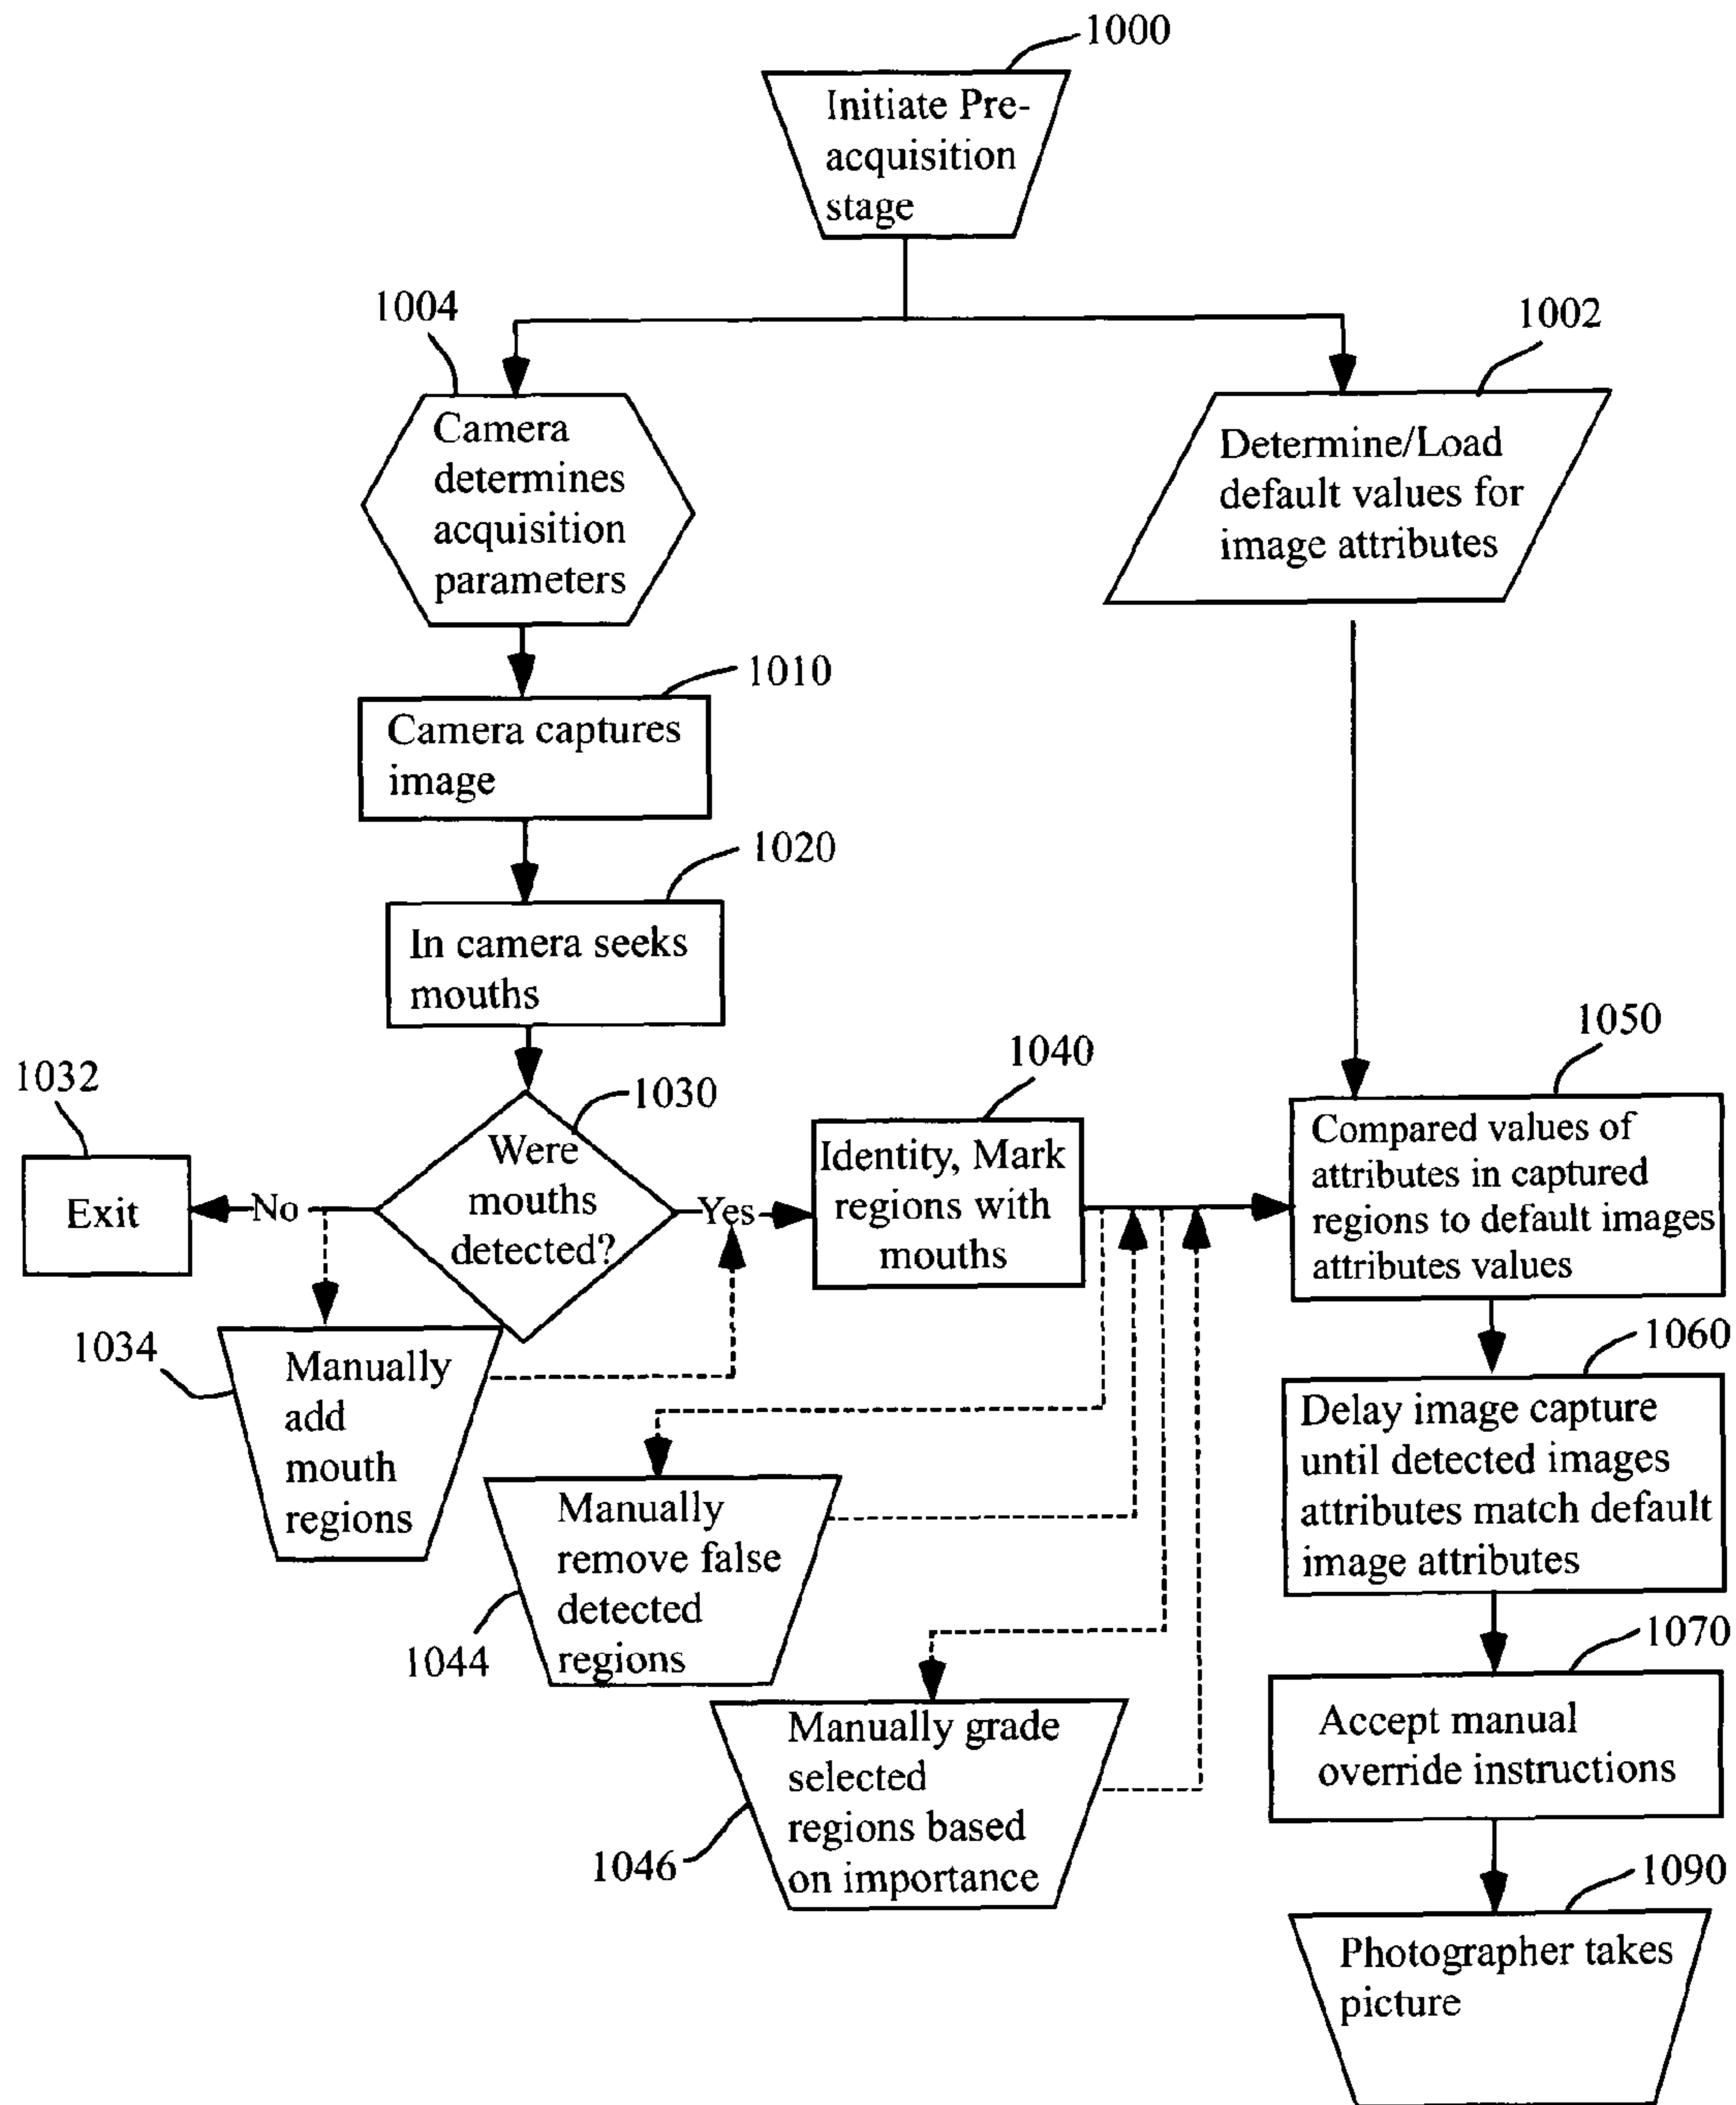 1000
Initiate Pre-
acquisition
stage
1004
1002
Camera
determines
acquisition
parameters
Determine/Load
default values for
image attributes
1010
Camera captures
image
1020
In camera seeks
mouths
1030
Were
mouths
detected?
1032
Exit
No
Yes
1040
Identity, Mark
regions with
mouths
1050
Compared values of
attributes in captured
regions to default images
attributes values
1034
Manually
add
mouth
regions
1060
Delay image capture
until detected images
attributes match default
image attributes
1044
Manually
remove false
detected
regions
1070
Accept manual
override instructions
1046
Manually grade
selected
regions based
on importance
1090
Photographer takes
picture